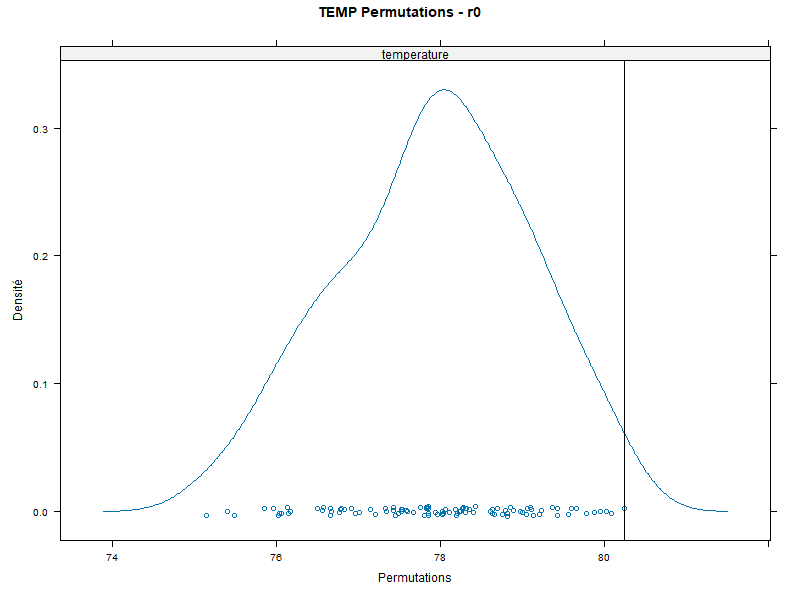 TEMP Permutations - r0
temperature
0.3
0.2
0.1
0.0
Densité
74 76 78 80
Permutations